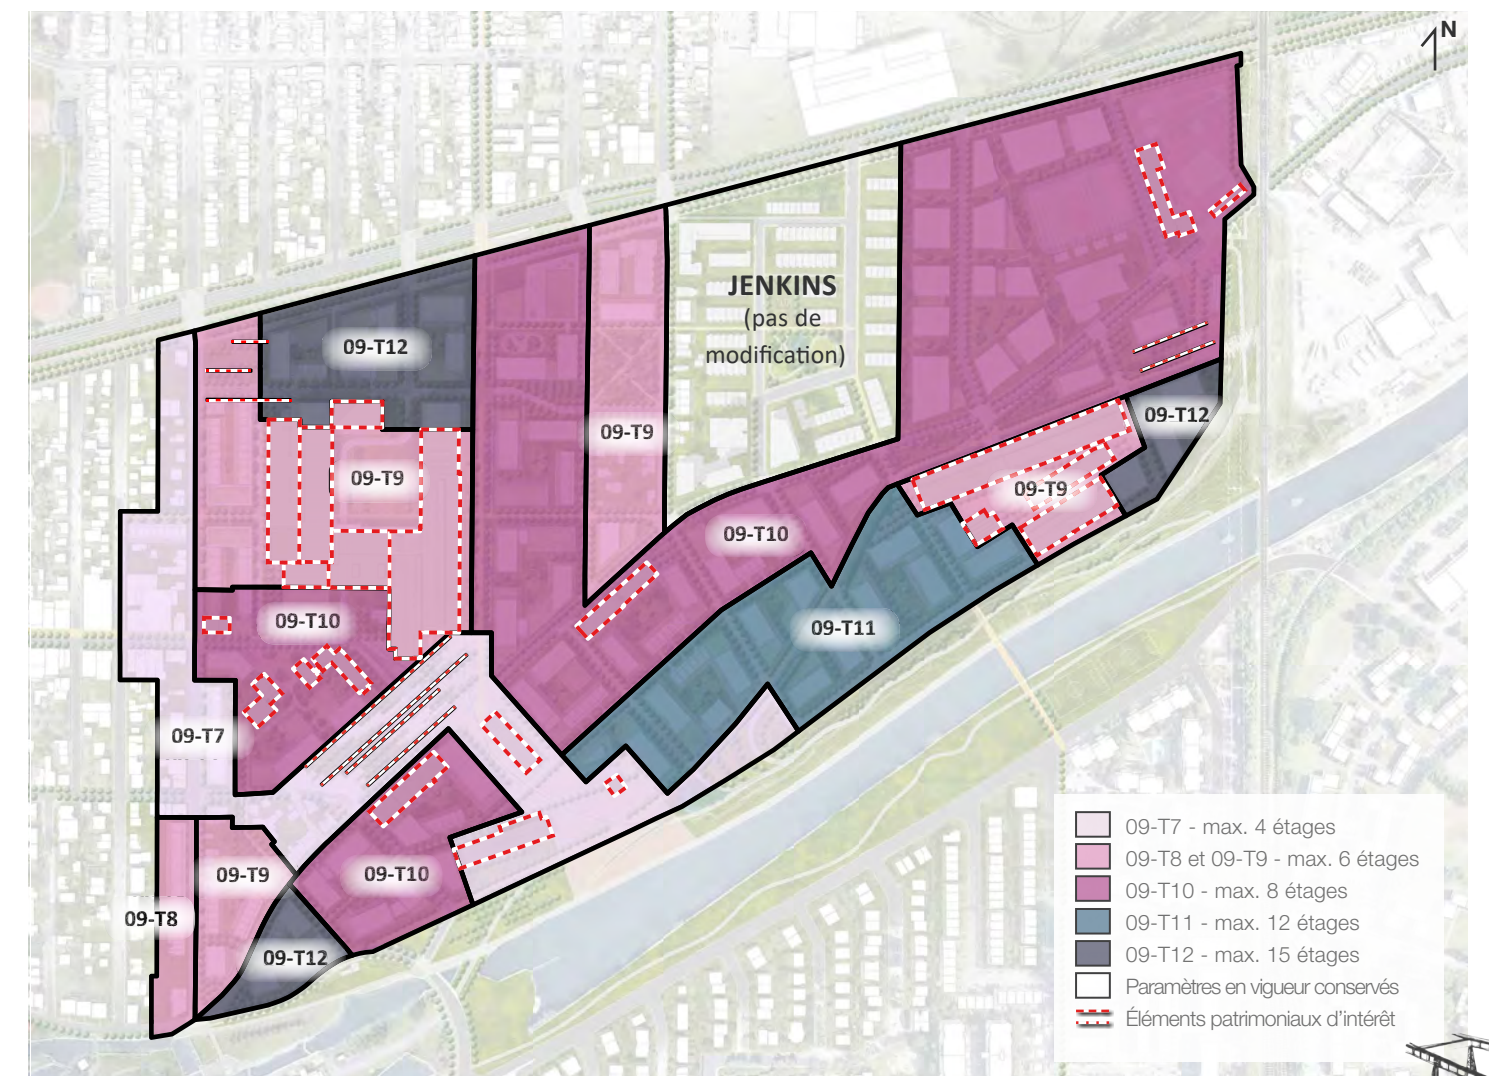 N
JENKINS
(pas de
modification)
09-T12
09-T9
09-T12
09-T9
09-T9
09-T10
09-T10
09-T11
09-T7
09-T9
09-T10
09-T8
09-T12
09-T7 - max. 4 étages
09-T8 et 09-T9 - max. 6 étages
09-T10 - max. 8 étages
09-T11 - max. 12 étages
09-T12 - max. 15 étages
Paramètres en vigueur conservés
Éléments patrimoniaux d'intérêt